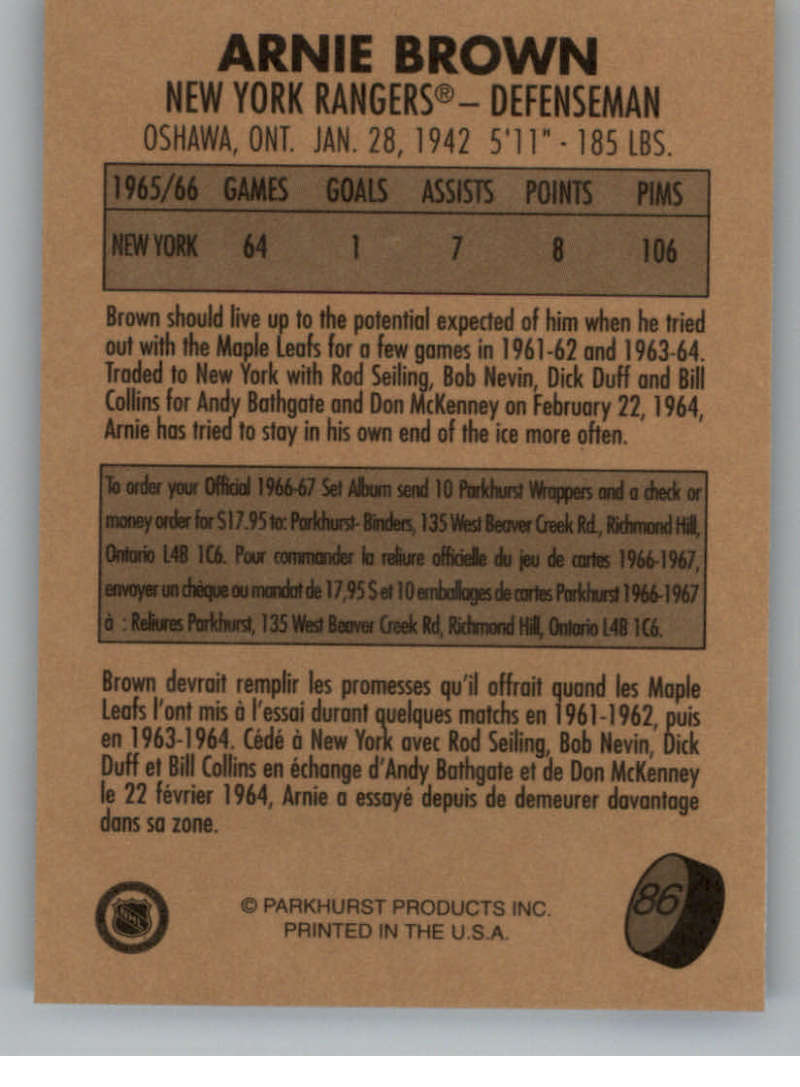 ARNIE BROWN
NEW YORK RANGERS® – DEFENSEMAN
OSHAWA, ONT. JAN. 28, 1942 5'11" - 185 LBS.
1965/66 GAMES GOALS ASSISTS POINTS PIMS
NEW YORK 64 1 7 8 106
Brown should live up to the potential expected of him when he tried
out with the Maple Leafs for a few games in 1961-62 and 1963-64.
Traded to New York with Rod Seiling, Bob Nevin, Dick Duff and Bill
Collins for Andy Bathgate and Don McKenney on February 22, 1964,
Arnie has tried to stay in his own end of the ice more often.
To order your Official 1966-67 Set Album send 10 Parkhurst Wrappers and a check or
money order for $17.95 to: Parkhurst- Binders, 135 West Beaver Creek Rd., Richmond Hill,
Ontario L4B 1C6. Pour commander la reliure officielle du jeu de cartes 1966-1967,
envoyer un chèque ou mandat de 17,95 $ et 10 emballages de cartes Parkhurst 1966-1967
à : Reliures Parkhurst, 135 West Beaver Creek Rd, Richmond Hill, Ontario L4B 1C6.
Brown devrait remplir les promesses qu'il offrait quand les Maple
Leafs l'ont mis à l'essai durant quelques matchs en 1961-1962, puis
en 1963-1964. Cédé à New York avec Rod Seiling, Bob Nevin, Dick
Duff et Bill Collins en échange d'Andy Bathgate et de Don McKenney
le 22 février 1964, Arnie a essayé depuis de demeurer davantage
dans sa zone.
NHL
© PARKHURST PRODUCTS INC.
PRINTED IN THE U.S.A.
86